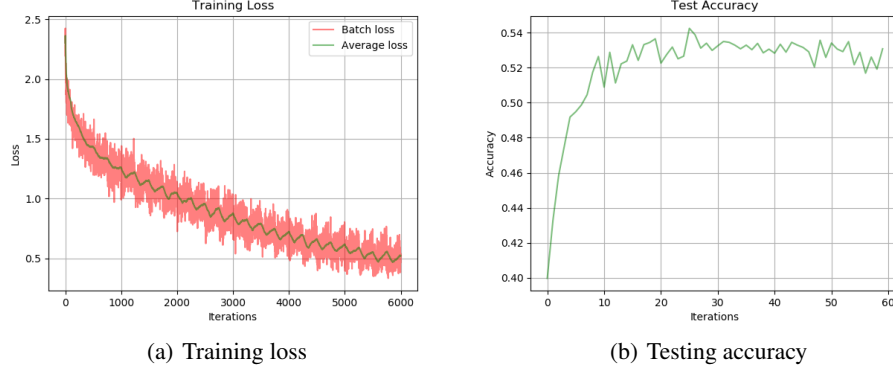 Training Loss
Batch loss
Average loss
2.5
2.0
1.5
1.0
0.5
Loss
0 1000 2000 3000 4000 5000 6000
Iterations
(a) Training loss
Test Accuracy
0.54
0.52
0.50
0.48
0.46
0.44
0.42
0.40
Accuracy
0 10 20 30 40 50 60
Iterations
(b) Testing accuracy